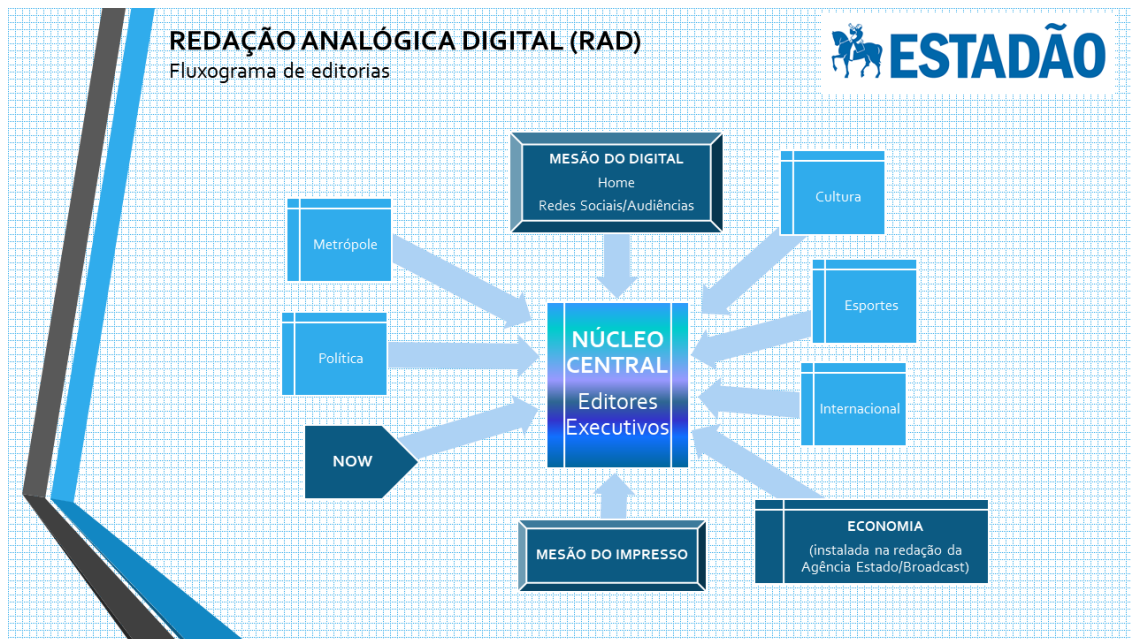 REDAÇÃO ANALÓGICA DIGITAL (RAD)
Fluxograma de editorias
ESTADÃO
MESÃO DO DIGITAL
Home
Redes Sociais/Audiências
Cultura
Metrópole
Esportes
NÚCLEO
CENTRAL
Editores
Executivos
Política
Internacional
NOW
ECONOMIA
(instalada na redação da
Agência Estado/Broadcast)
MESÃO DO IMPRESSO